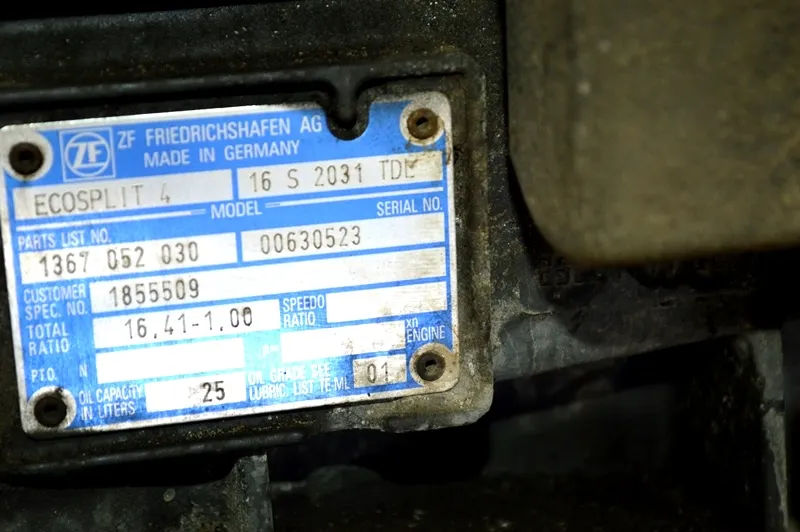 ZF
ZF FRIEDRICHSHAFEN AG
MADE IN GERMANY
ECOSPLIT 4
16 S 2031 TD
MODEL
SERIAL NO.
PARTS LIST NO.
1367 052 030
00630523
CUSTOMER
SPEC. NO.
1855509
TOTAL
RATIO
16,41-1,00
SPEEDO
RATIO
P.T.O.
N
xn
ENGINE
OIL CAPACITY
IN LITERS
25
OIL GRADE SEE
LUBRIC. LIST TE-ML
01